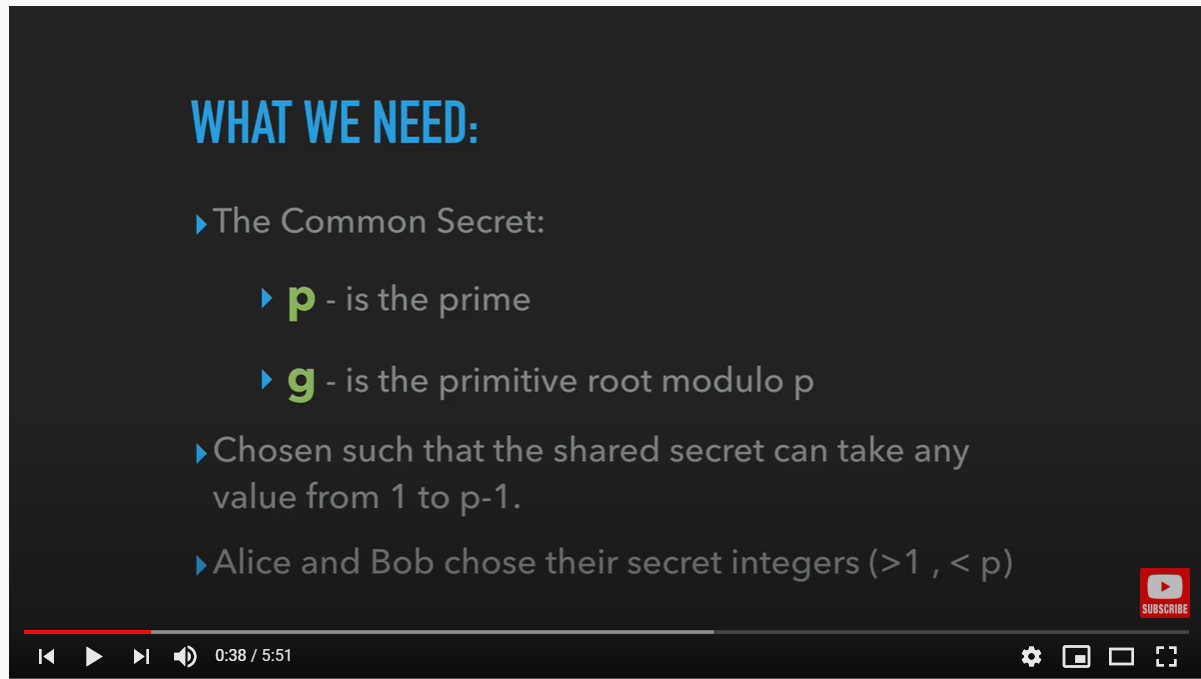 WHAT WE NEED:
The Common Secret:
p - is the prime
g - is the primitive root modulo p
Chosen such that the shared secret can take any
value from 1 to p-1.
Alice and Bob chose their secret integers (>1 , < p)
SUBSCRIBE
0:38 / 5:51